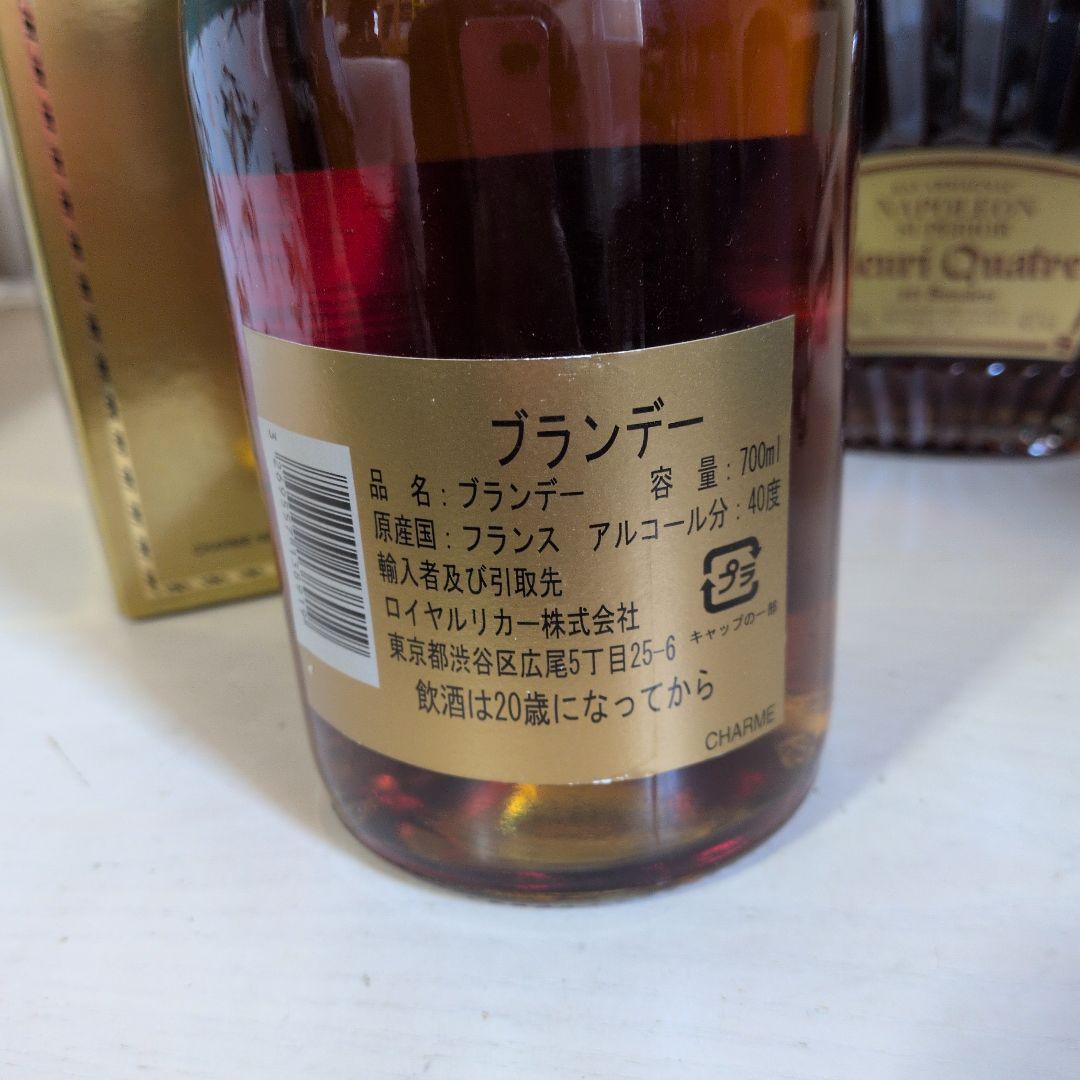 ブランデー
品 名：ブランデー 容 量：700ml
原産国：フランス アルコール分：40度
輸入者及び引取先
ロイヤルリカー株式会社
東京都渋谷区広尾5丁目25-6
プラ
キャップの一部
飲酒は20歳になってから
CHARME
CHARME
NAPOLEON
SUPERIOR
Henri Quatre